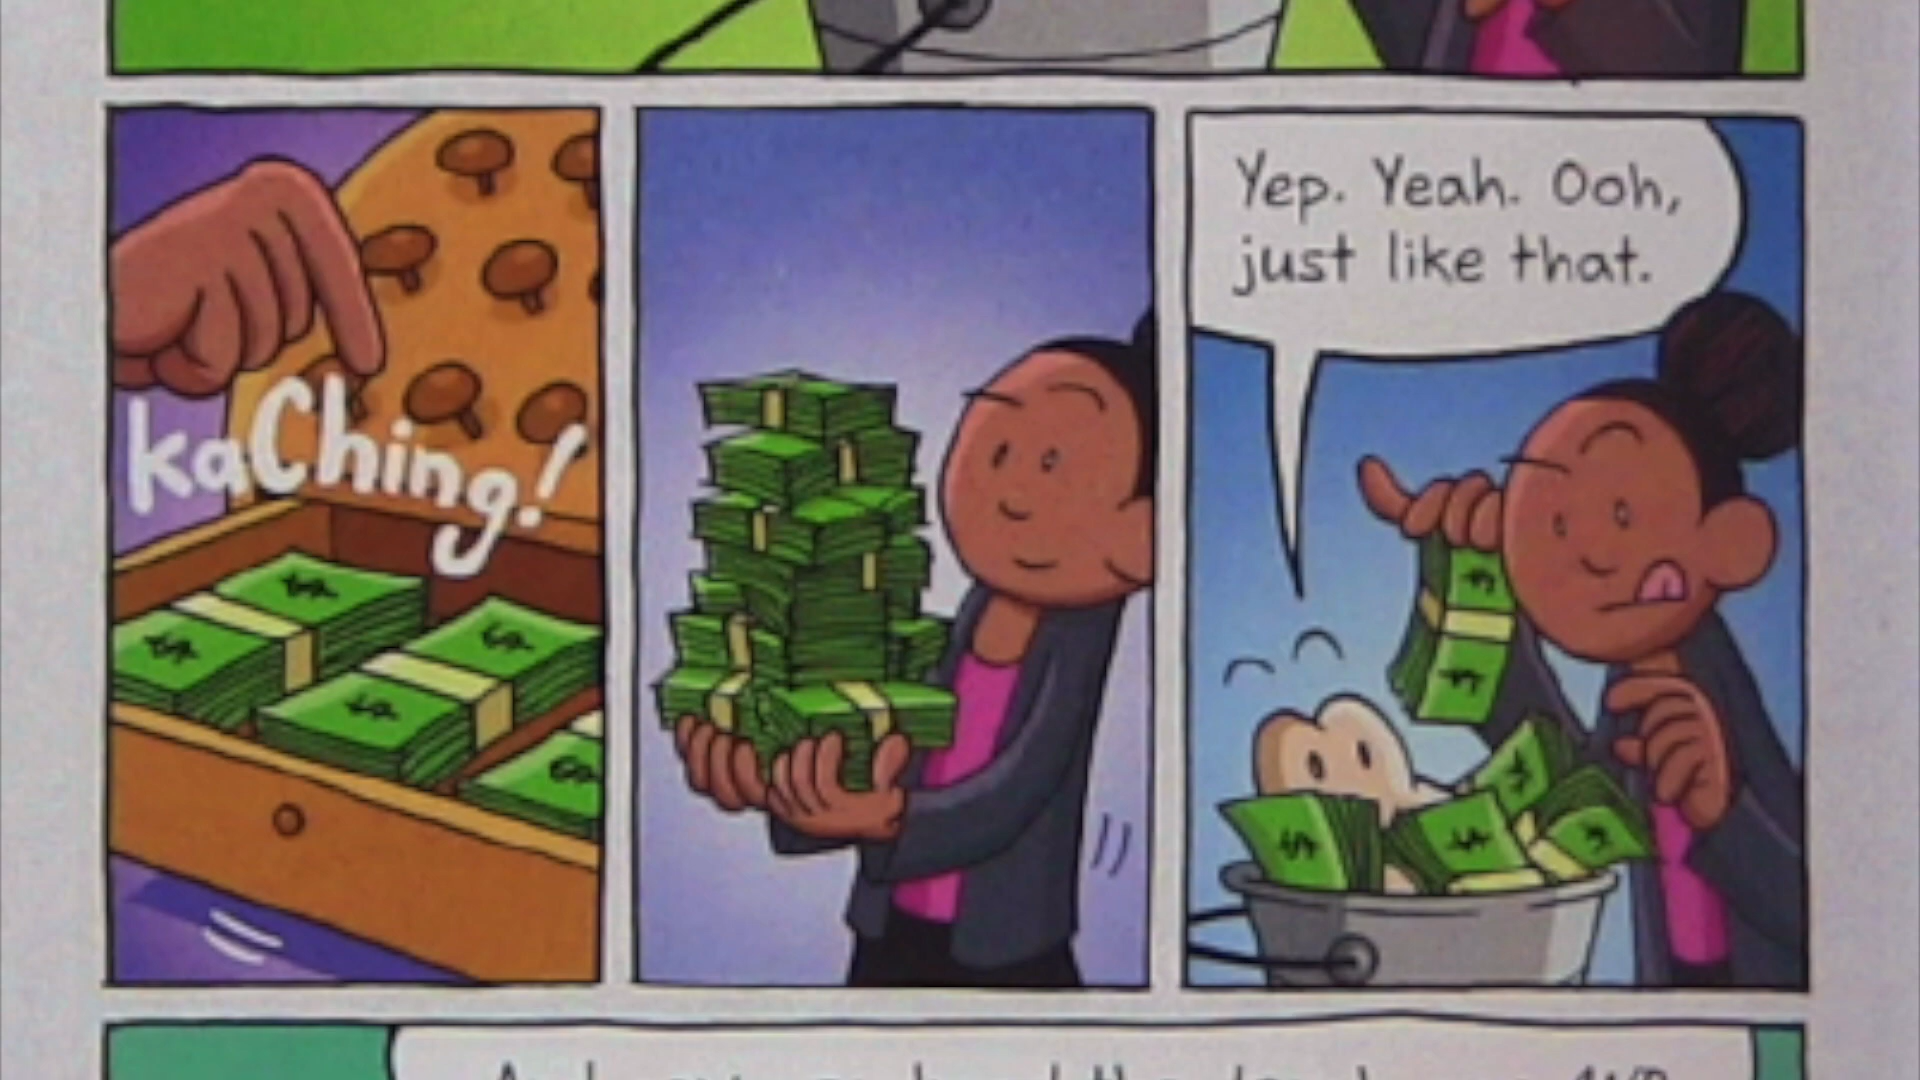 kaChing!
Yep. Yeah. Ooh,
just like that.